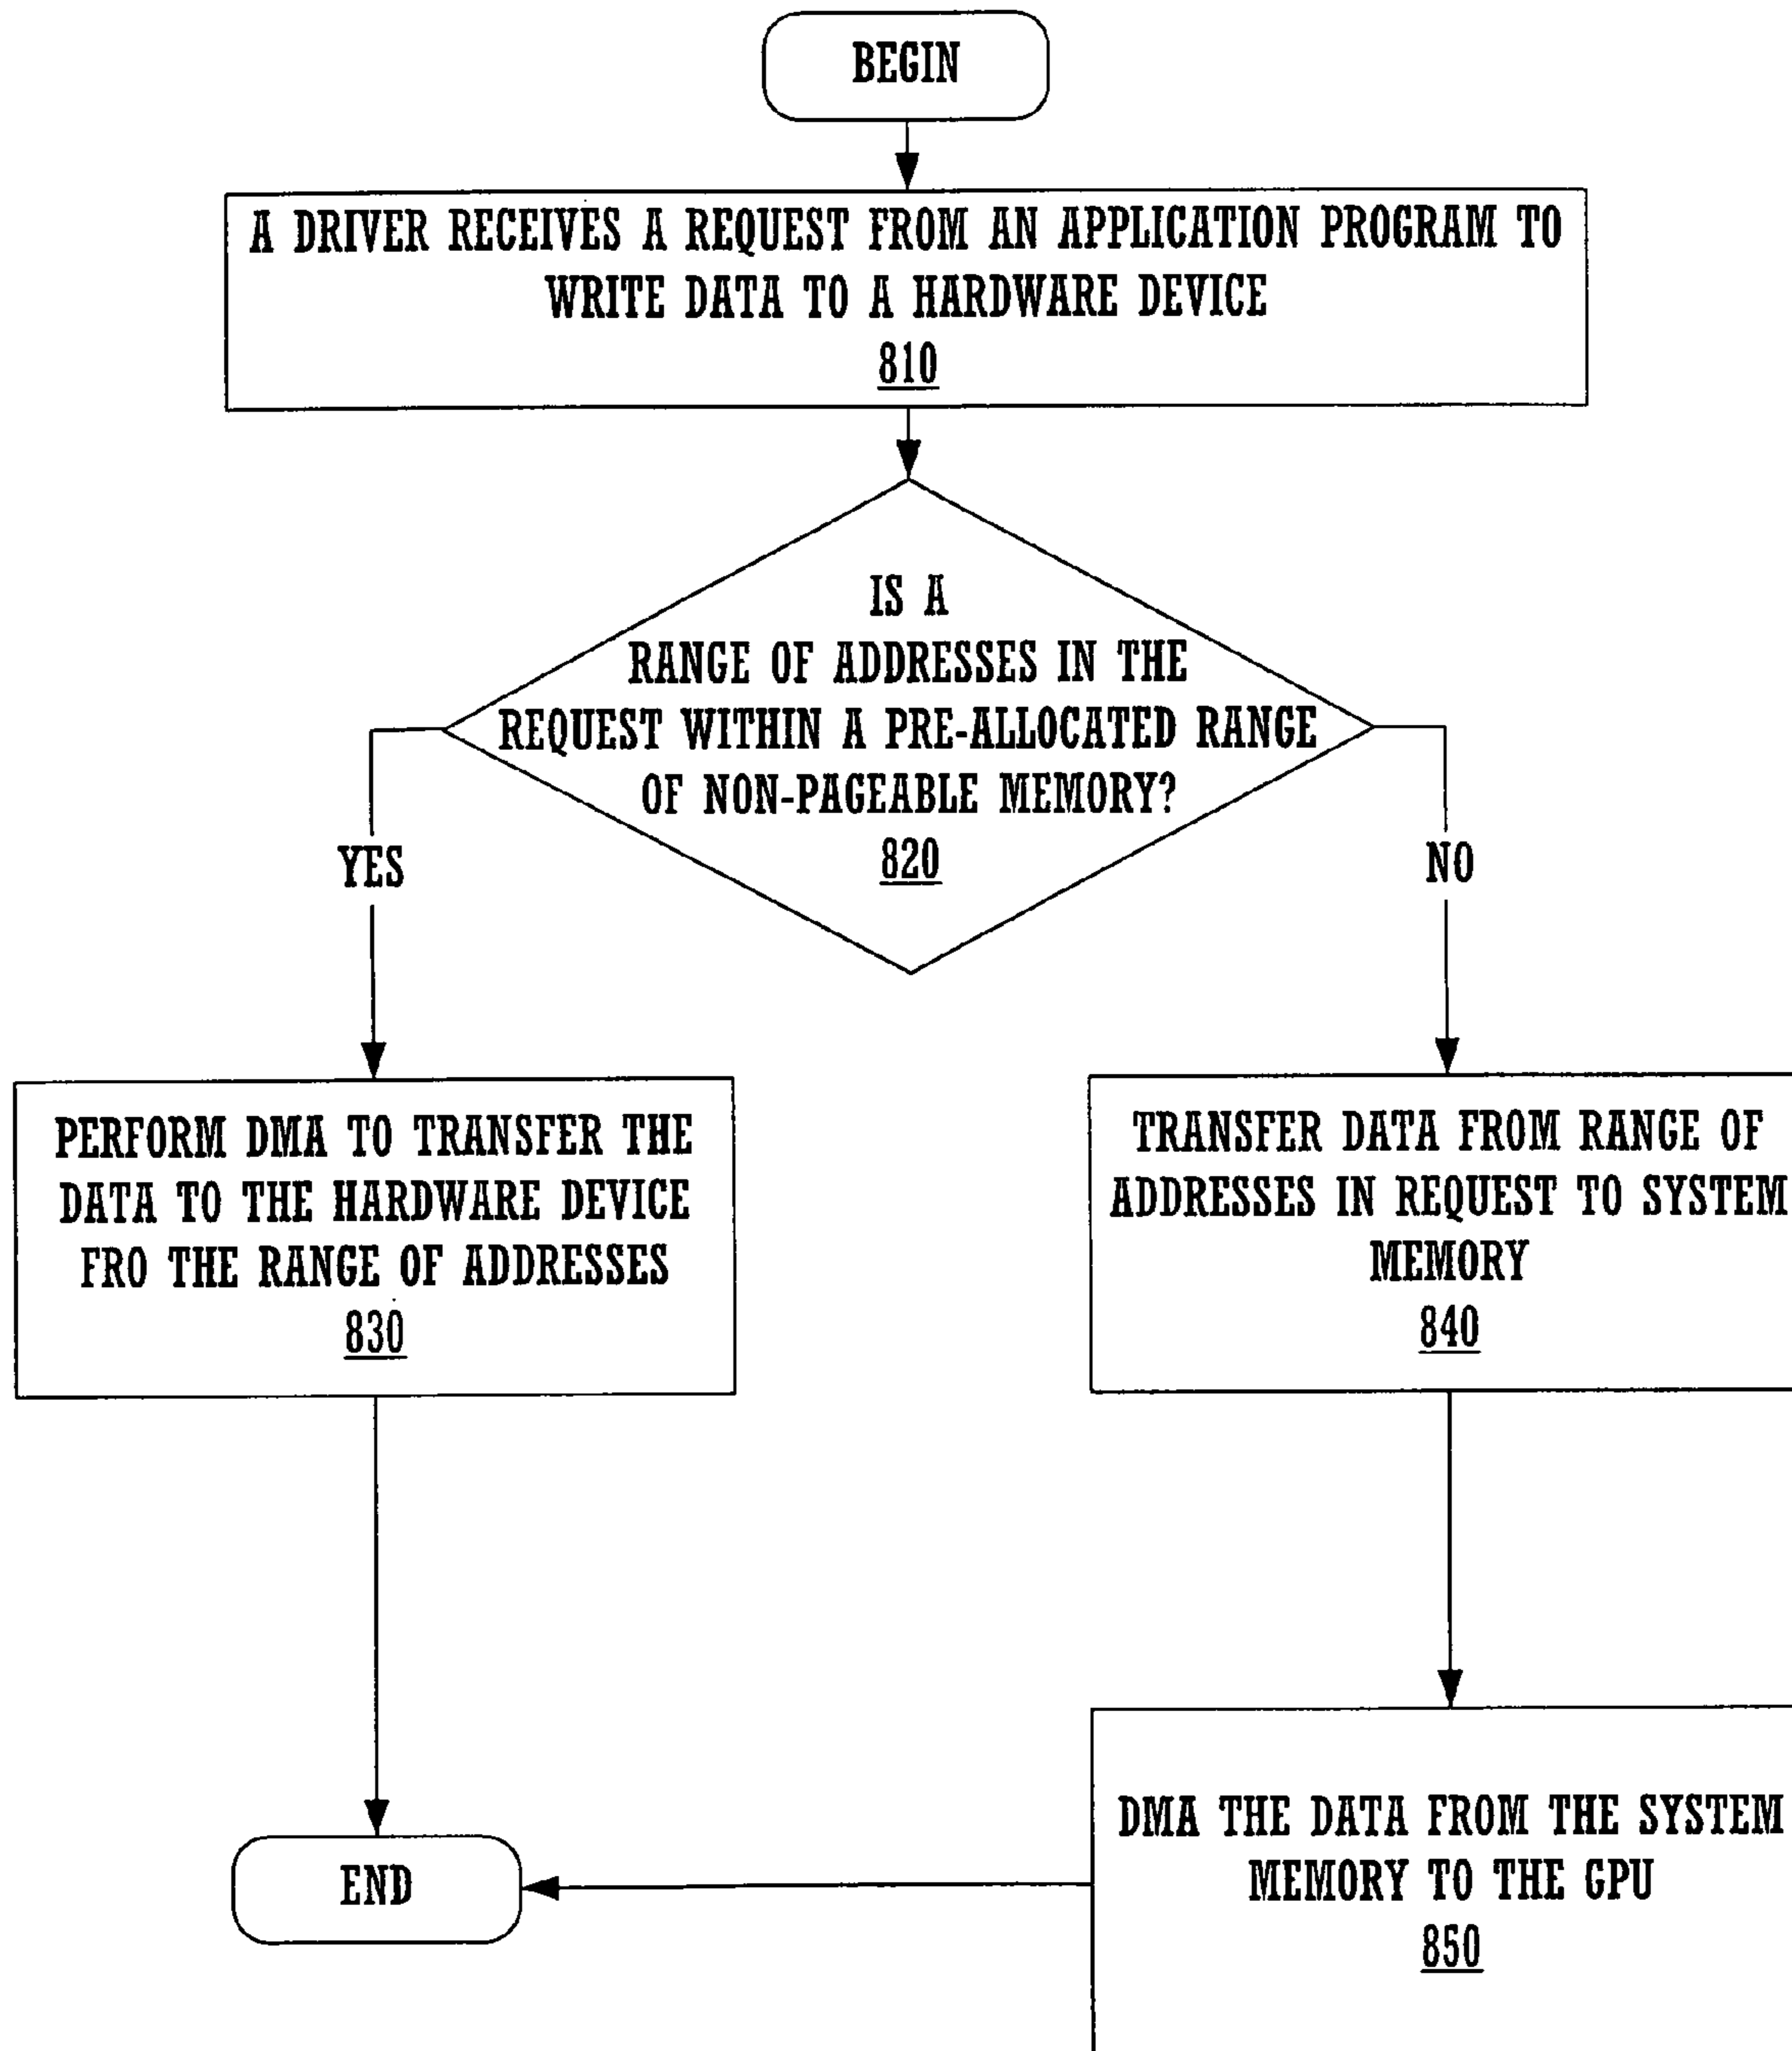 BEGIN
A DRIVER RECEIVES A REQUEST FROM AN APPLICATION PROGRAM TO
WRITE DATA TO A HARDWARE DEVICE
810
IS A
RANGE OF ADDRESSES IN THE
REQUEST WITHIN A PRE-ALLOCATED RANGE
OF NON-PAGEABLE MEMORY?
820
YES
NO
PERFORM DMA TO TRANSFER THE
DATA TO THE HARDWARE DEVICE
FRO THE RANGE OF ADDRESSES
830
TRANSFER DATA FROM RANGE OF
ADDRESSES IN REQUEST TO SYSTEM
MEMORY
840
DMA THE DATA FROM THE SYSTEM
MEMORY TO THE GPU
850
END